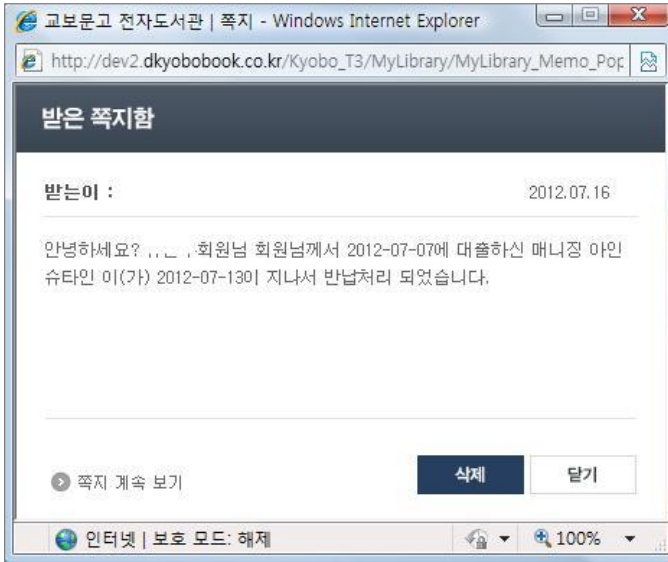 교보문고 전자도서관 | 쪽지 - Windows Internet Explorer
http://dev2.dkyobobook.co.kr/Kyobo_T3/MyLibrary/MyLibrary_Memo_Pop
받은 쪽지함
받는이 :
2012.07.16
안녕하세요? 회원님 회원님께서 2012-07-07에 대출하신 매니징 아인
슈타인 이(가) 2012-07-13이 지나서 반납처리 되었습니다.
쪽지 계속 보기
삭제
닫기
인터넷 | 보호 모드: 해제
100%